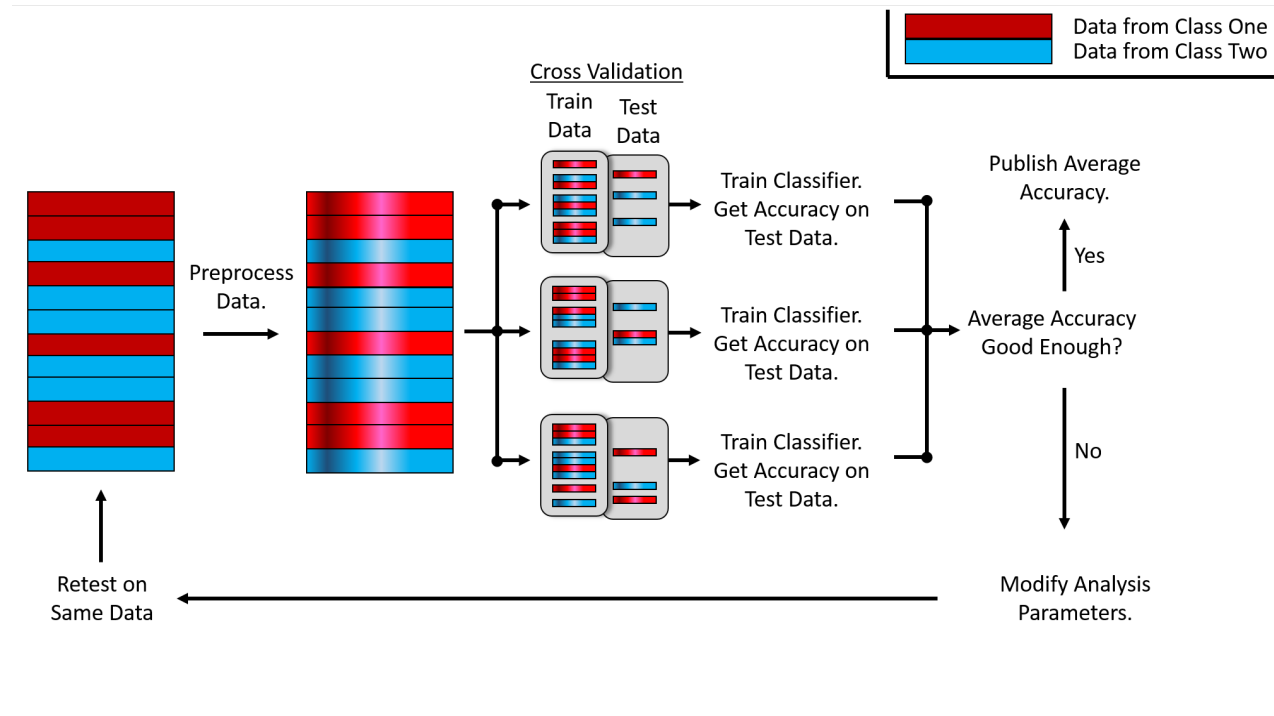 Data from Class One
Data from Class Two
Cross Validation
Train
Data
Test
Data
Preprocess
Data.
Train Classifier.
Get Accuracy on
Test Data.
Train Classifier.
Get Accuracy on
Test Data.
Train Classifier.
Get Accuracy on
Test Data.
Publish Average
Accuracy.
Yes
Average Accuracy
Good Enough?
No
Modify Analysis
Parameters.
Retest on
Same Data